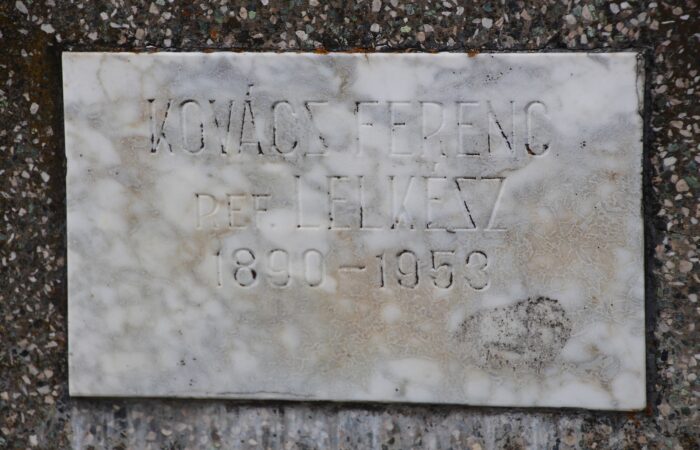 KOVÁCS FERENC
REF. LELKÉSZ
1890-1953